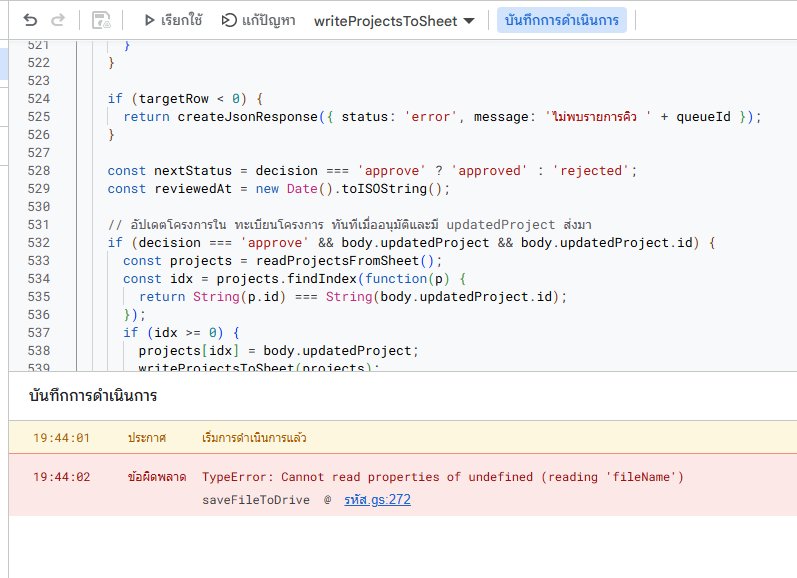 เรียกใช้ แก้ปัญหา writeProjectsToSheet บันทึกการดำเนินการ
521 }
522 }
523
524 if (targetRow < 0) {
525 return createJsonResponse({ status: 'error', message: 'ไม่พบรายการคิว ' + queueId });
526 }
527
528 const nextStatus = decision === 'approve' ? 'approved' : 'rejected';
529 const reviewedAt = new Date().toISOString();
530
531 // อัปเดตโครงการใน ทะเบียนโครงการ ทันทีเมื่ออนุมัติและมี updatedProject ส่งมา
532 if (decision === 'approve' && body.updatedProject && body.updatedProject.id) {
533 const projects = readProjectsFromSheet();
534 const idx = projects.findIndex(function(p) {
535 return String(p.id) === String(body.updatedProject.id);
536 });
537 if (idx >= 0) {
538 projects[idx] = body.updatedProject;
539 writeProjectsToSheet(projects);
บันทึกการดำเนินการ
19:44:01 ประกาศ เริ่มการดำเนินการแล้ว
19:44:02 ข้อผิดพลาด TypeError: Cannot read properties of undefined (reading 'fileName')
saveFileToDrive @ รหัส.gs:272